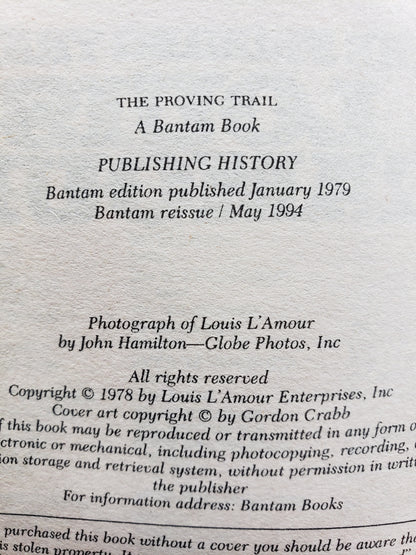 THE PROVING TRAIL
A Bantam Book
PUBLISHING HISTORY
Bantam edition published January 1979
Bantam reissue / May 1994
Photograph of Louis L'Amour
by John Hamilton—Globe Photos, Inc
All rights reserved
Copyright © 1978 by Louis L'Amour Enterprises, Inc
Cover art copyright © by Gordon Crabb
f this book may be reproduced or transmitted in any form o
ectronic or mechanical, including photocopying, recording,
ion storage and retrieval system, without permission in writ
the publisher
For information address: Bantam Books
purchased this book without a cover you should be aware tha
is stolen property. It